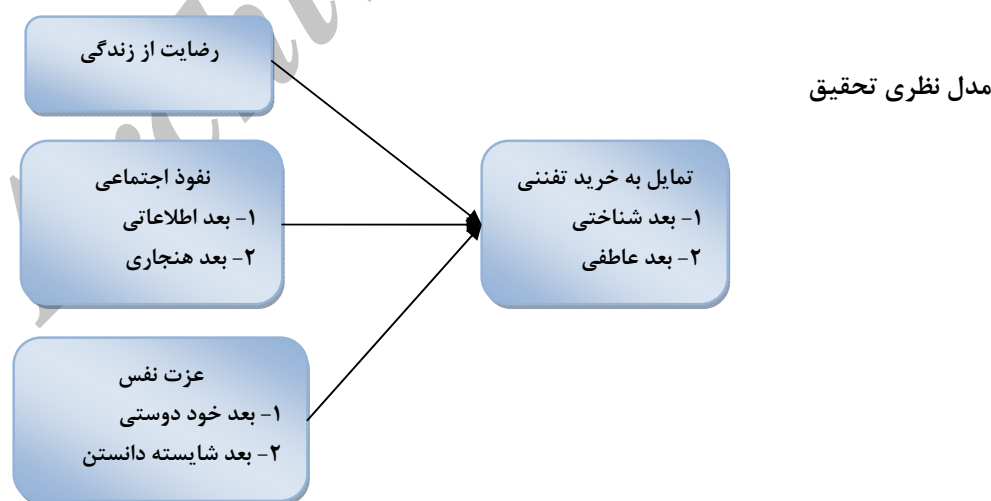 مدل نظری تحقیق
رضایت از زندگی
نفوذ اجتماعی
۱- بعد اطلاعاتی
۲- بعد هنجاری
تمایل به خرید تفننی
۱- بعد شناختی
۲- بعد عاطفی
عزت نفس
۱- بعد خود دوستی
۲- بعد شایسته دانستن